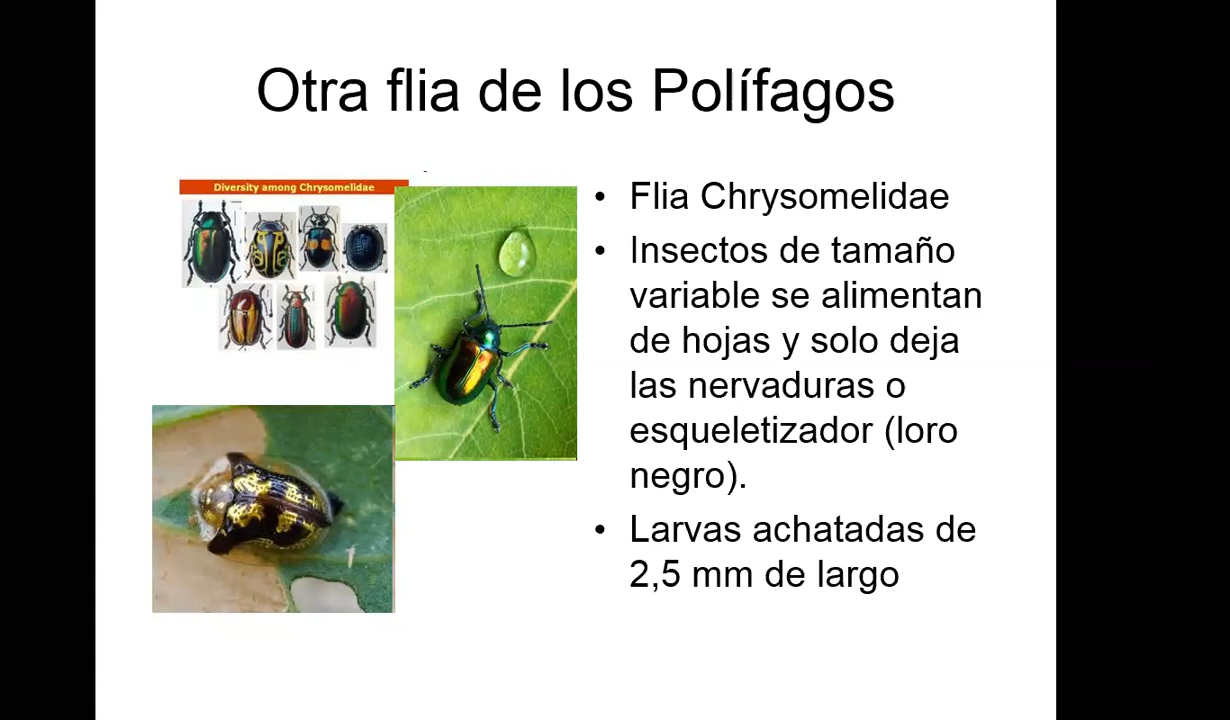 Otra flia de los Polífagos
Diversity among Chrysomelidae
• Flia Chrysomelidae
• Insectos de tamaño
variable se alimentan
de hojas y solo deja
las nervaduras o
esqueletizador (loro
negro).
• Larvas achatadas de
2,5 mm de largo